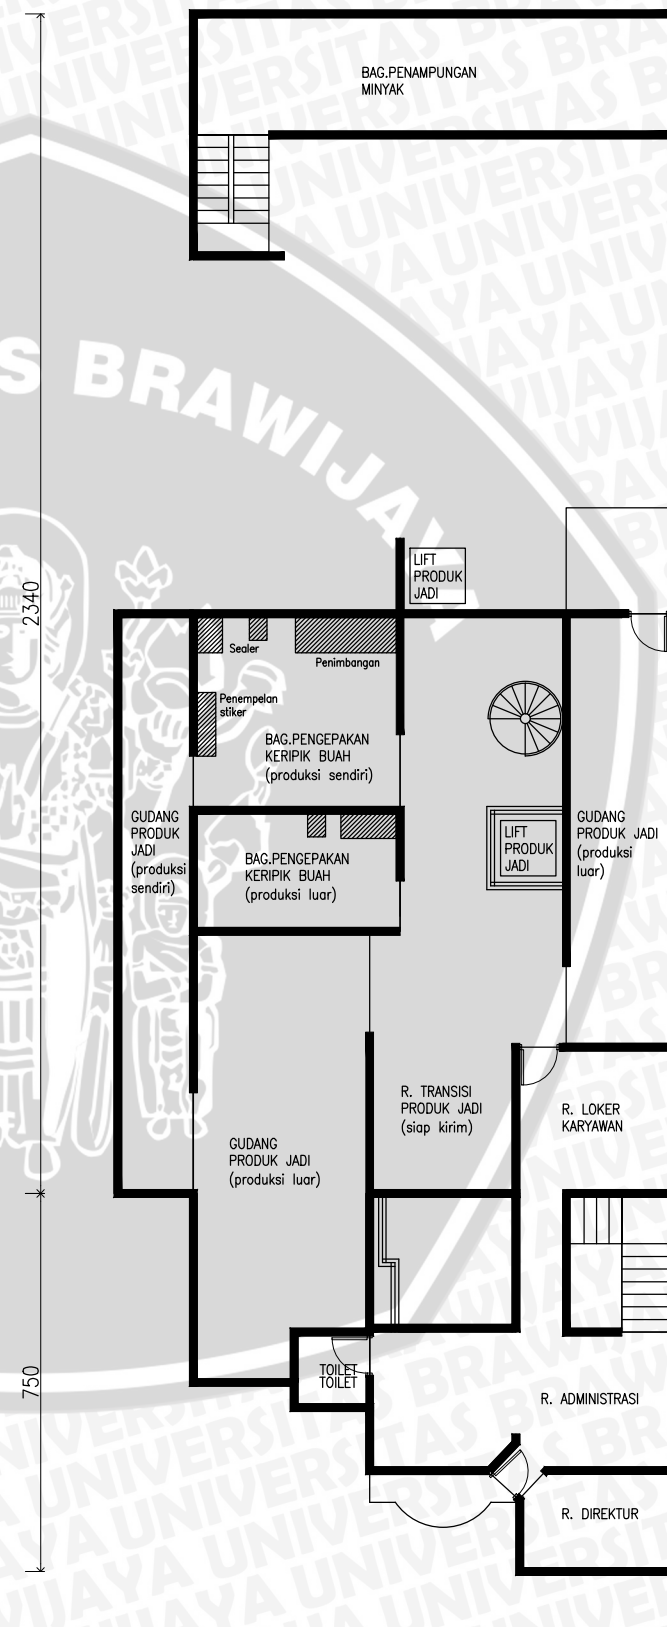 BAG.PENAMPUNGAN
MINYAK
S BRAWIJAYA
2340
LIFT
PRODUK
JADI
Sealer
Penimbangan
Penempelan
stiker
BAG.PENGEPAKAN
KERIPIK BUAH
(produksi sendiri)
GUDANG
PRODUK
JADI
(produksi
sendiri)
BAG.PENGEPAKAN
KERIPIK BUAH
(produksi luar)
LIFT
PRODUK
JADI
GUDANG
PRODUK JADI
(produksi
luar)
R. TRANSISI
PRODUK JADI
(siap kirim)
R. LOKER
KARYAWAN
GUDANG
PRODUK JADI
(produksi luar)
750
TOILET
TOILET
R. ADMINISTRASI
R. DIREKTUR